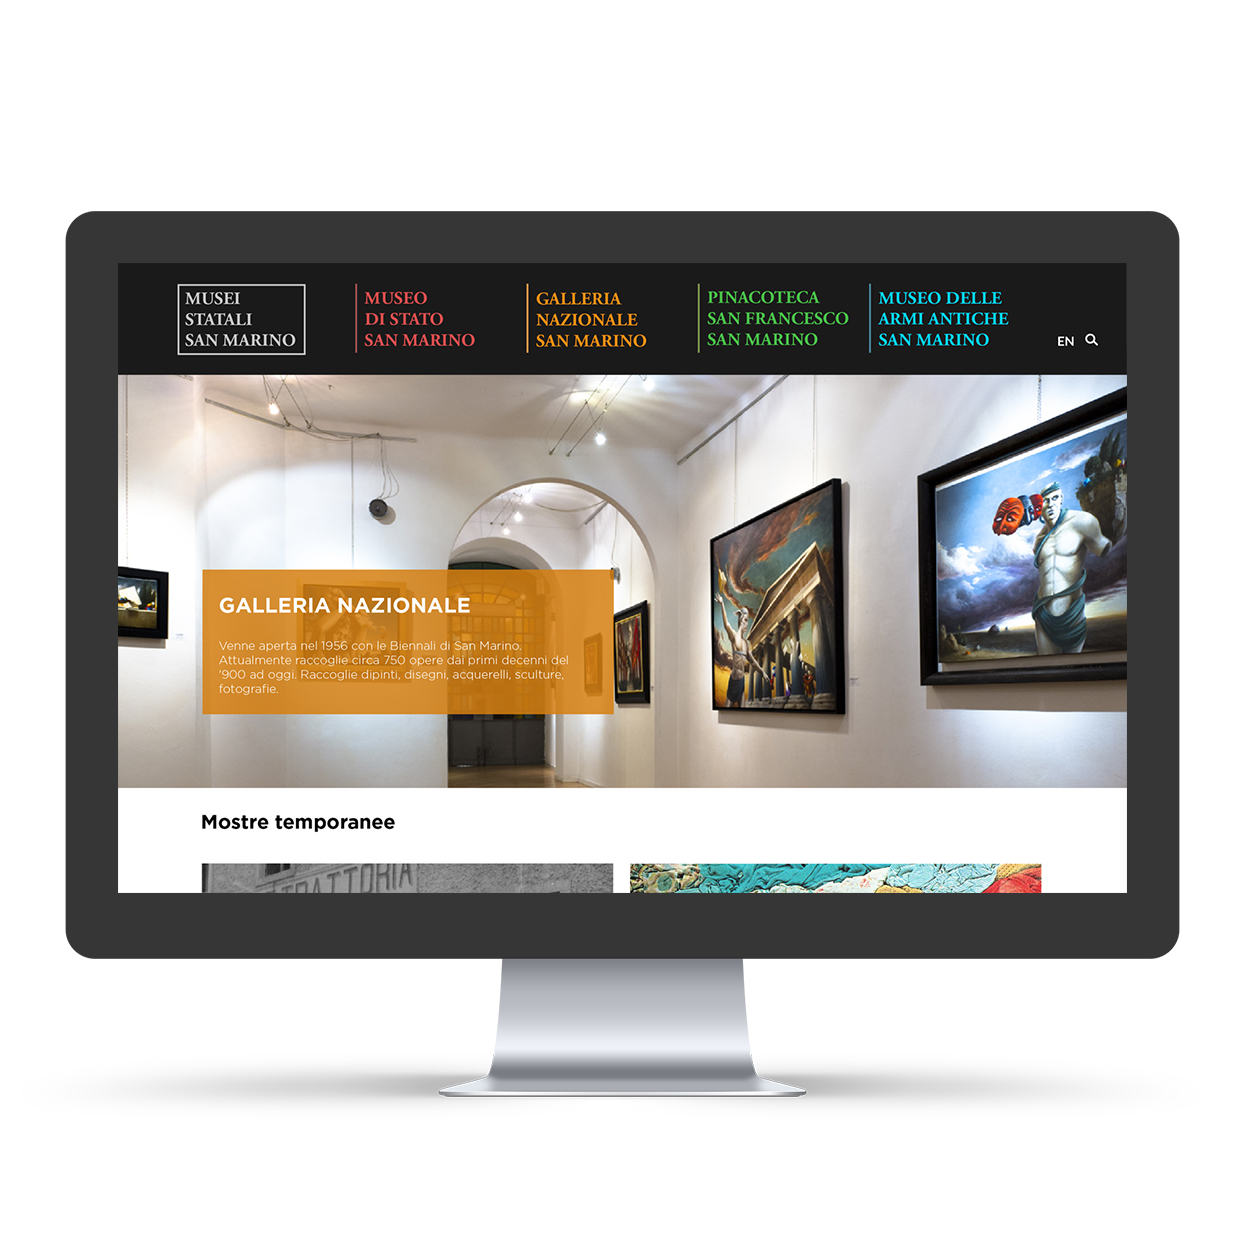 MUSEI
STATALI
SAN MARINO
MUSEO
DI STATO
SAN MARINO
GALLERIA
NAZIONALE
SAN MARINO
PINACOTECA
SAN FRANCESCO
SAN MARINO
MUSEO DELLE
ARMI ANTICHE
SAN MARINO
EN
GALLERIA NAZIONALE
Venne aperta nel 1956 con le Biennali di San Marino.
Attualmente raccoglie circa 750 opere dai primi decenni del
'900 ad oggi. Raccoglie dipinti, disegni, acquerelli, sculture,
fotografie.
Mostre temporanee
TRATTORIA